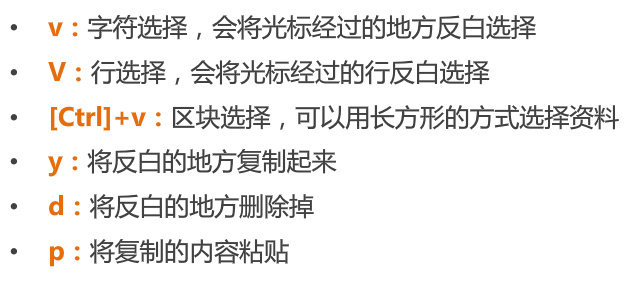 • v：字符选择，会将光标经过的地方反白选择
• V：行选择，会将光标经过的行反白选择
• [Ctrl]+v：区块选择，可以用长方形的方式选择资料
• y：将反白的地方复制起来
• d：将反白的地方删除掉
• p：将复制的内容粘贴